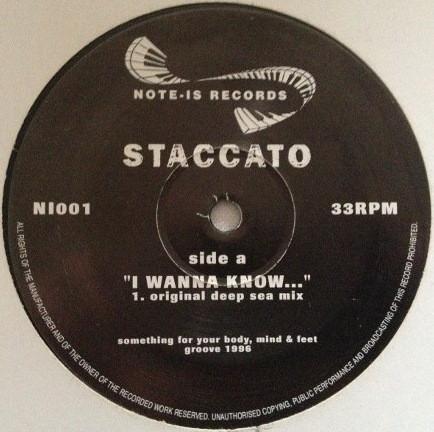 NOTE-IS RECORDS
STACCATO
NI001
33RPM
side a
"I WANNA KNOW..."
1. original deep sea mix
something for your body, mind & feet
groove 1996
ALL RIGHTS OF THE MANUFACTURER AND OF THE OWNER OF THE RECORDED WORK RESERVED. UNAUTHORISED COPYING, PUBLIC PERFORMANCE AND BROADCASTING OF THIS RECORD PROHIBITED.